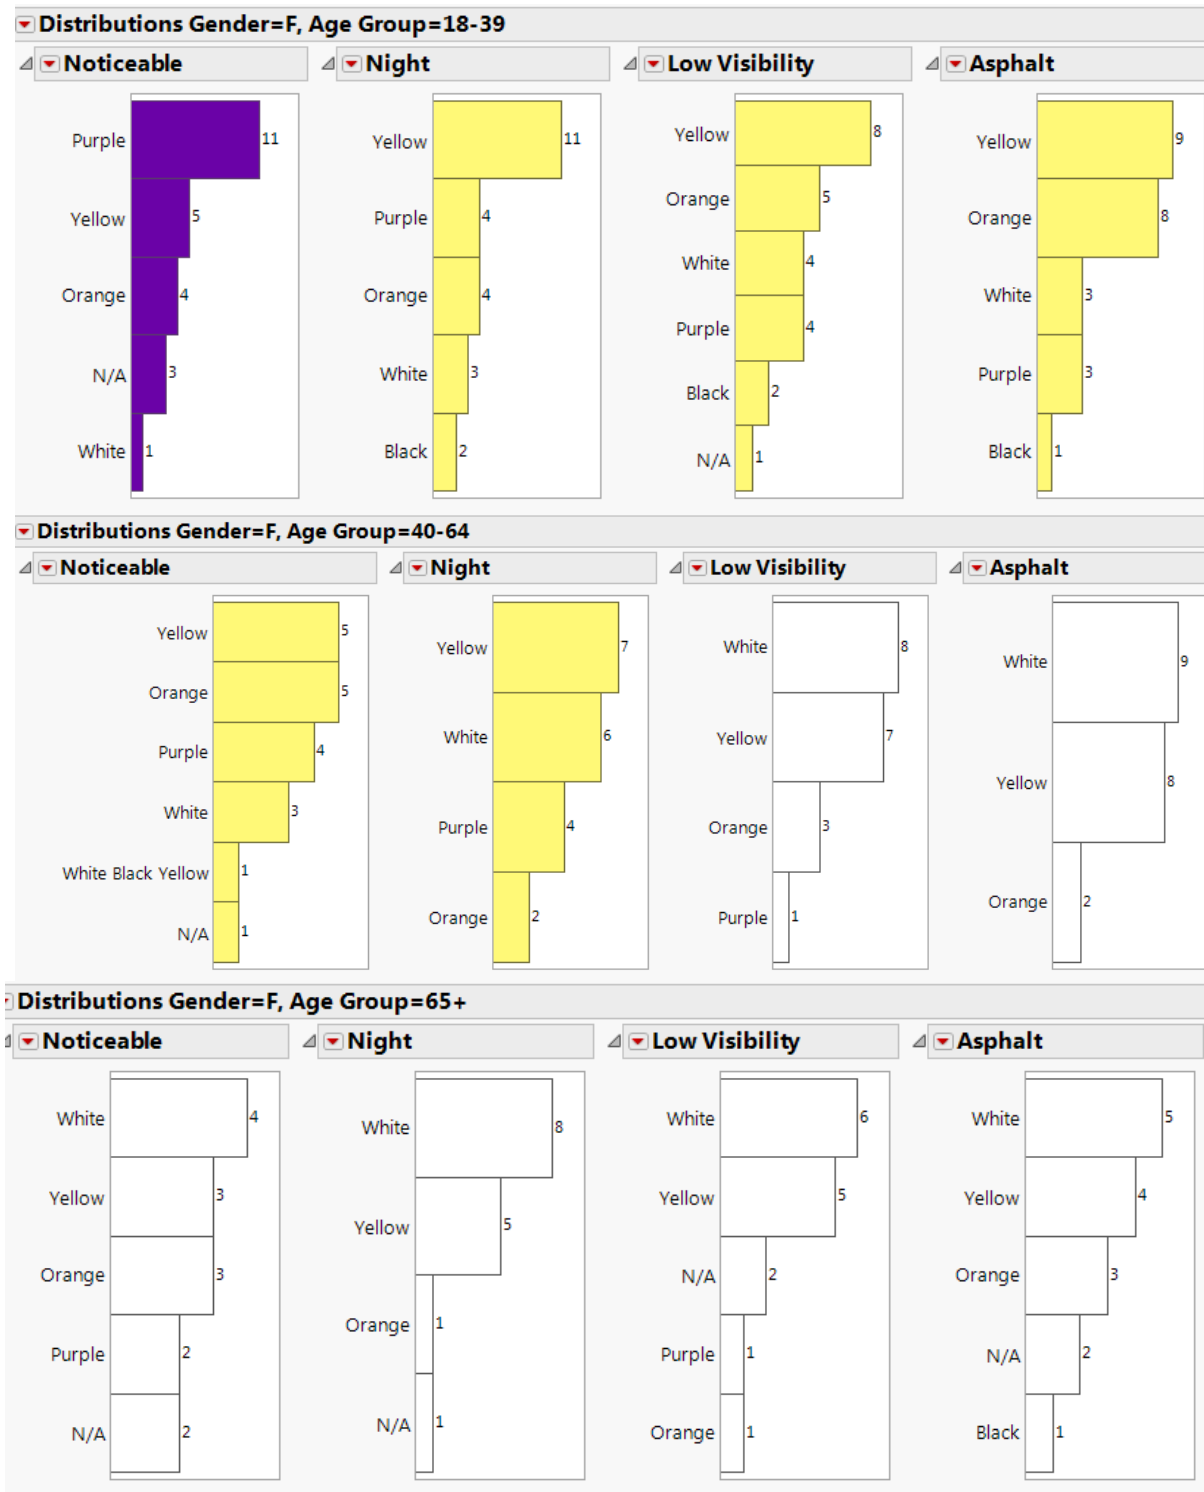 Distributions Gender=F, Age Group=18-39
Noticeable
Purple 11
Yellow 5
Orange 4
N/A 3
White 1
Night
Yellow 11
Purple 4
Orange 4
White 3
Black 2
Low Visibility
Yellow 8
Orange 5
White 4
Purple 4
Black 2
N/A 1
Asphalt
Yellow 9
Orange 8
White 3
Purple 3
Black 1
Distributions Gender=F, Age Group=40-64
Noticeable
Yellow 5
Orange 5
Purple 4
White 3
White Black Yellow 1
N/A 1
Night
Yellow 7
White 6
Purple 4
Orange 2
Low Visibility
White 8
Yellow 7
Orange 3
Purple 1
Asphalt
White 9
Yellow 8
Orange 2
Distributions Gender=F, Age Group=65+
Noticeable
White 4
Yellow 3
Orange 3
Purple 2
N/A 2
Night
White 8
Yellow 5
Orange 1
N/A 1
Low Visibility
White 6
Yellow 5
N/A 2
Purple 1
Orange 1
Asphalt
White 5
Yellow 4
Orange 3
N/A 2
Black 1